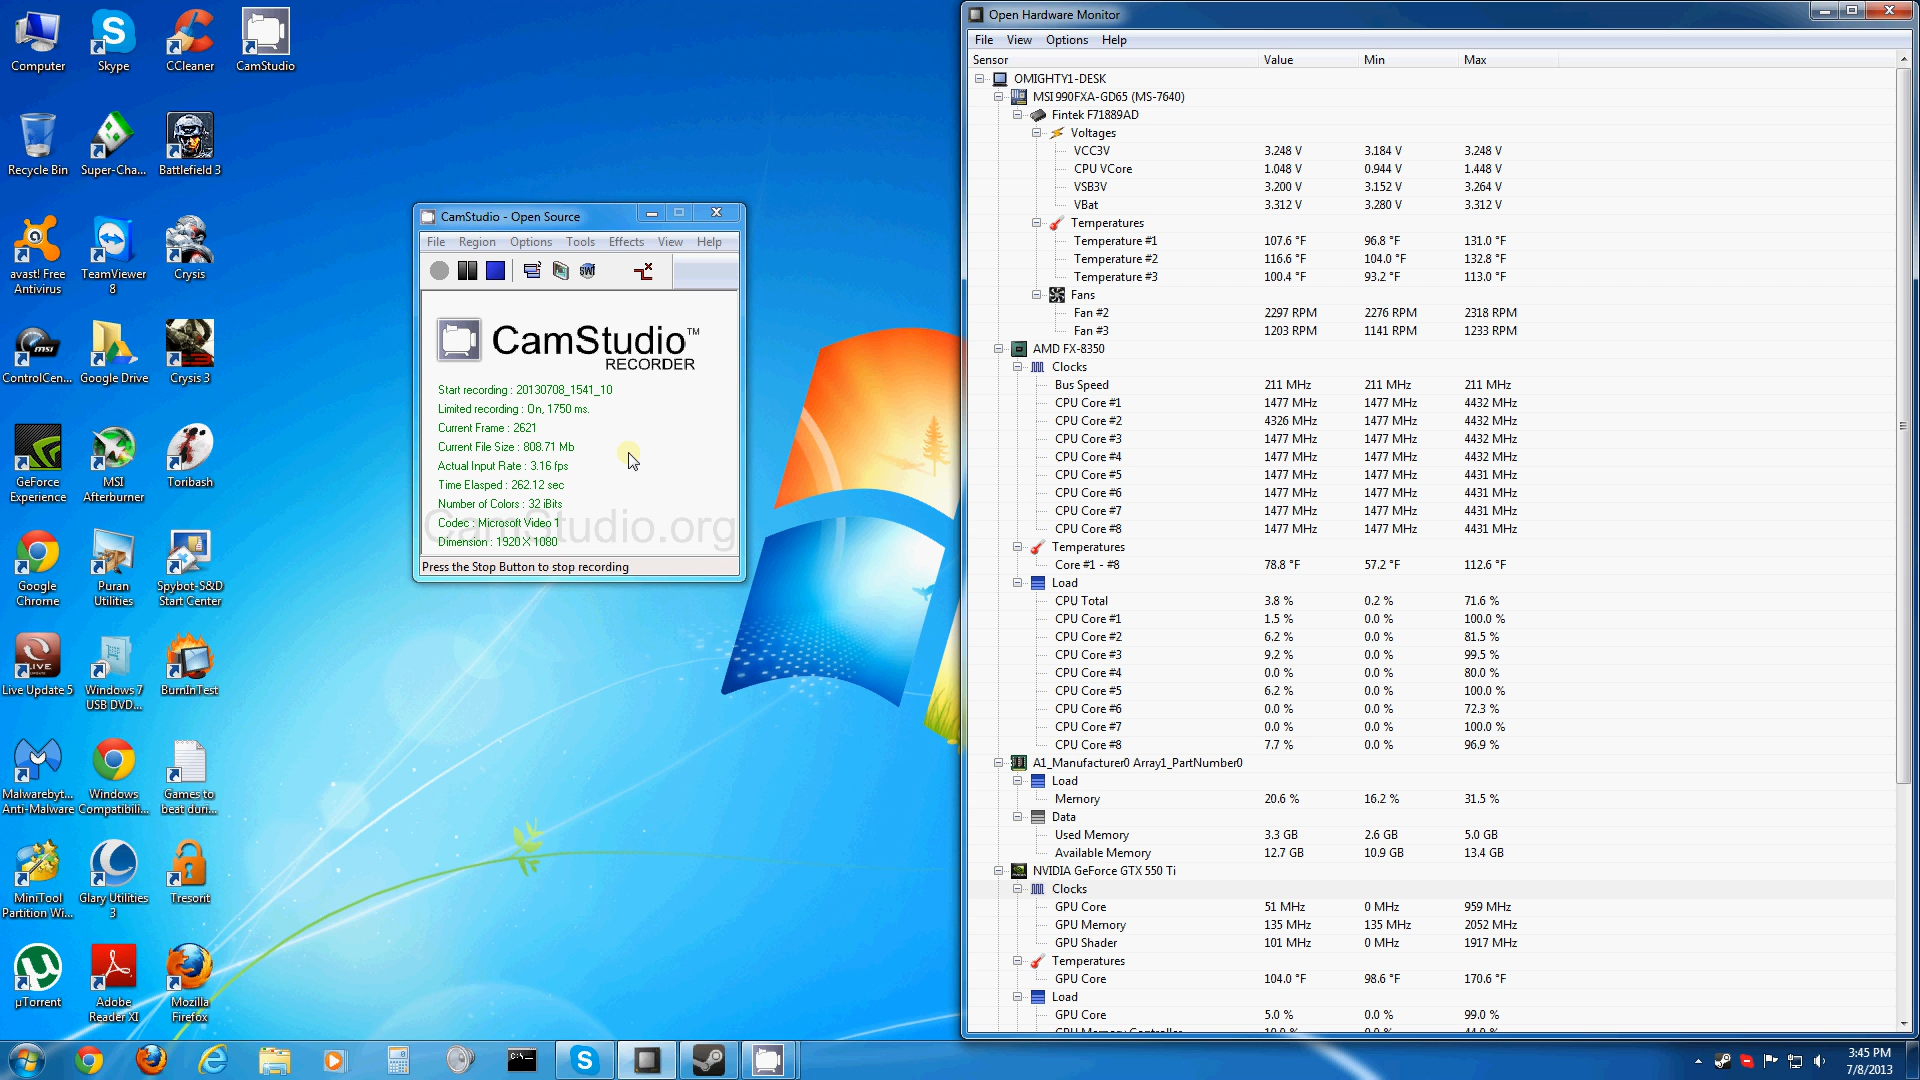 Computer
Skype
CCleaner
CamStudio
Recycle Bin
Super-Cha...
Battlefield 3
avast! Free
Antivirus
TeamViewer
8
Crysis
msi
ControlCen...
Google Drive
Crysis 3
GeForce
Experience
MSI
Afterburner
Toribash
Google
Chrome
Puran
Utilities
Spybot-S&D
Start Center
LIVE
Live Update 5
Windows 7
USB DVD...
BurnInTest
Malwarebyt...
Anti-Malware
Windows
Compatibili...
Games to
beat duri...
MiniTool
Partition Wi...
Glary Utilities
3
Tresorit
µTorrent
Adobe
Reader XI
Mozilla
Firefox
CamStudio - Open Source
File Region Options Tools Effects View Help
SWF
CamStudio™
RECORDER
Start recording : 20130708_1541_10
Limited recording : On, 1750 ms.
Current Frame : 2621
Current File Size : 808.71 Mb
Actual Input Rate : 3.16 fps
Time Elasped : 262.12 sec
Number of Colors : 32 iBits
Codec : Microsoft Video 1
Dimension : 1920 X 1080
CamStudio.org
Press the Stop Button to stop recording
Open Hardware Monitor
File View Options Help
Sensor Value Min Max
OMIGHTY1-DESK
MSI 990FXA-GD65 (MS-7640)
Fintek F71889AD
Voltages
VCC3V 3.248 V 3.184 V 3.248 V
CPU VCore 1.048 V 0.944 V 1.448 V
VSB3V 3.200 V 3.152 V 3.264 V
VBat 3.312 V 3.280 V 3.312 V
Temperatures
Temperature #1 107.6 °F 96.8 °F 131.0 °F
Temperature #2 116.6 °F 104.0 °F 132.8 °F
Temperature #3 100.4 °F 93.2 °F 113.0 °F
Fans
Fan #2 2297 RPM 2276 RPM 2318 RPM
Fan #3 1203 RPM 1141 RPM 1233 RPM
AMD FX-8350
Clocks
Bus Speed 211 MHz 211 MHz 211 MHz
CPU Core #1 1477 MHz 1477 MHz 4432 MHz
CPU Core #2 4326 MHz 1477 MHz 4432 MHz
CPU Core #3 1477 MHz 1477 MHz 4432 MHz
CPU Core #4 1477 MHz 1477 MHz 4432 MHz
CPU Core #5 1477 MHz 1477 MHz 4431 MHz
CPU Core #6 1477 MHz 1477 MHz 4431 MHz
CPU Core #7 1477 MHz 1477 MHz 4431 MHz
CPU Core #8 1477 MHz 1477 MHz 4431 MHz
Temperatures
Core #1 - #8 78.8 °F 57.2 °F 112.6 °F
Load
CPU Total 3.8 % 0.2 % 71.6 %
CPU Core #1 1.5 % 0.0 % 100.0 %
CPU Core #2 6.2 % 0.0 % 81.5 %
CPU Core #3 9.2 % 0.0 % 99.5 %
CPU Core #4 0.0 % 0.0 % 80.0 %
CPU Core #5 6.2 % 0.0 % 100.0 %
CPU Core #6 0.0 % 0.0 % 72.3 %
CPU Core #7 0.0 % 0.0 % 100.0 %
CPU Core #8 7.7 % 0.0 % 96.9 %
A1_Manufacturer0 Array1_PartNumber0
Load
Memory 20.6 % 16.2 % 31.5 %
Data
Used Memory 3.3 GB 2.6 GB 5.0 GB
Available Memory 12.7 GB 10.9 GB 13.4 GB
NVIDIA GeForce GTX 550 Ti
Clocks
GPU Core 51 MHz 0 MHz 959 MHz
GPU Memory 135 MHz 135 MHz 2052 MHz
GPU Shader 101 MHz 0 MHz 1917 MHz
Temperatures
GPU Core 104.0 °F 98.6 °F 170.6 °F
Load
GPU Core 5.0 % 0.0 % 99.0 %
GPU Memory Controller 10.0 % 0.0 % 44.0 %
3:45 PM
7/8/2013